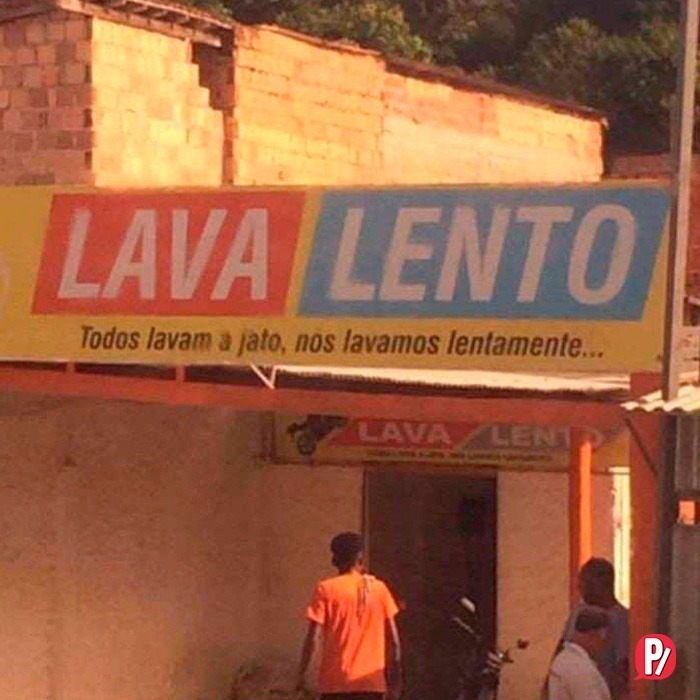 LAVA LENTO
Todos lavam a jato, nos lavamos lentamente...
LAVA LENTO
P/